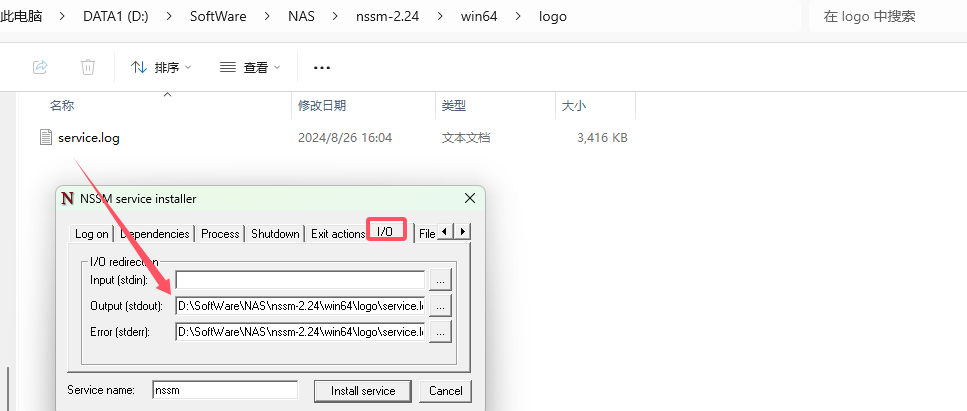 此电脑 > DATA1 (D:) > SoftWare > NAS > nssm-2.24 > win64 > logo
在 logo 中搜索
排序 查看 ...
名称 修改日期 类型 大小
service.log 2024/8/26 16:04 文本文档 3,416 KB
N NSSM service installer
Log on Dependencies Process Shutdown Exit actions I/O File
I/O redirection
Input (stdin): ...
Output (stdout): D:\SoftWare\NAS\nssm-2.24\win64\logo\service.l ...
Error (stderr): D:\SoftWare\NAS\nssm-2.24\win64\logo\service.l ...
Service name: nssm Install service Cancel